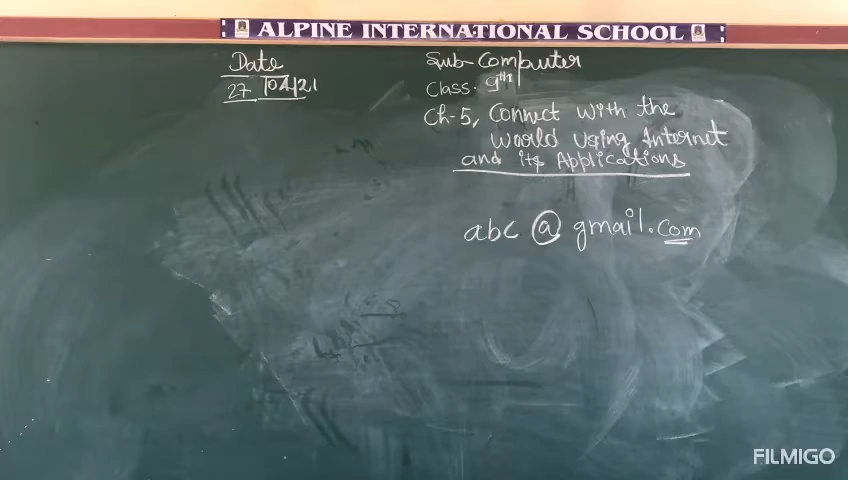 ALPINE INTERNATIONAL SCHOOL
Date
27/04/21
Sub- Computer
Class- 9th
Ch-5, Connect with the
World using Internet
and its Applications
abc @ gmail.com
FILMIGO